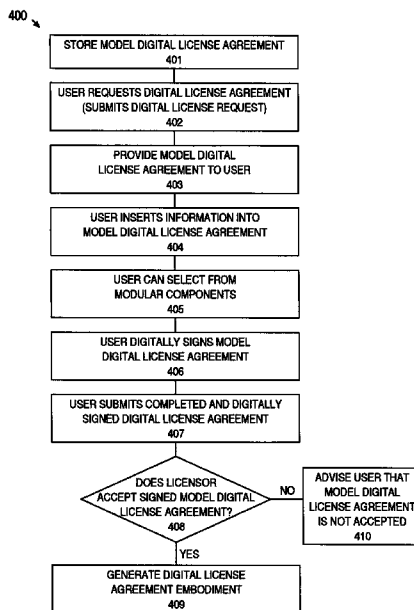 400
STORE MODEL DIGITAL LICENSE AGREEMENT
401
USER REQUESTS DIGITAL LICENSE AGREEMENT
(SUBMITS DIGITAL LICENSE REQUEST)
402
PROVIDE MODEL DIGITAL
LICENSE AGREEMENT TO USER
403
USER INSERTS INFORMATION INTO
MODEL DIGITAL LICENSE AGREEMENT
404
USER CAN SELECT FROM
MODULAR COMPONENTS
405
USER DIGITALLY SIGNS MODEL
DIGITAL LICENSE AGREEMENT
406
USER SUBMITS COMPLETED AND DIGITALLY
SIGNED DIGITAL LICENSE AGREEMENT
407
DOES LICENSOR
ACCEPT SIGNED MODEL DIGITAL
LICENSE AGREEMENT?
408
NO
ADVISE USER THAT
MODEL DIGITAL
LICENSE AGREEMENT
IS NOT ACCEPTED
410
YES
GENERATE DIGITAL LICENSE
AGREEMENT EMBODIMENT
409